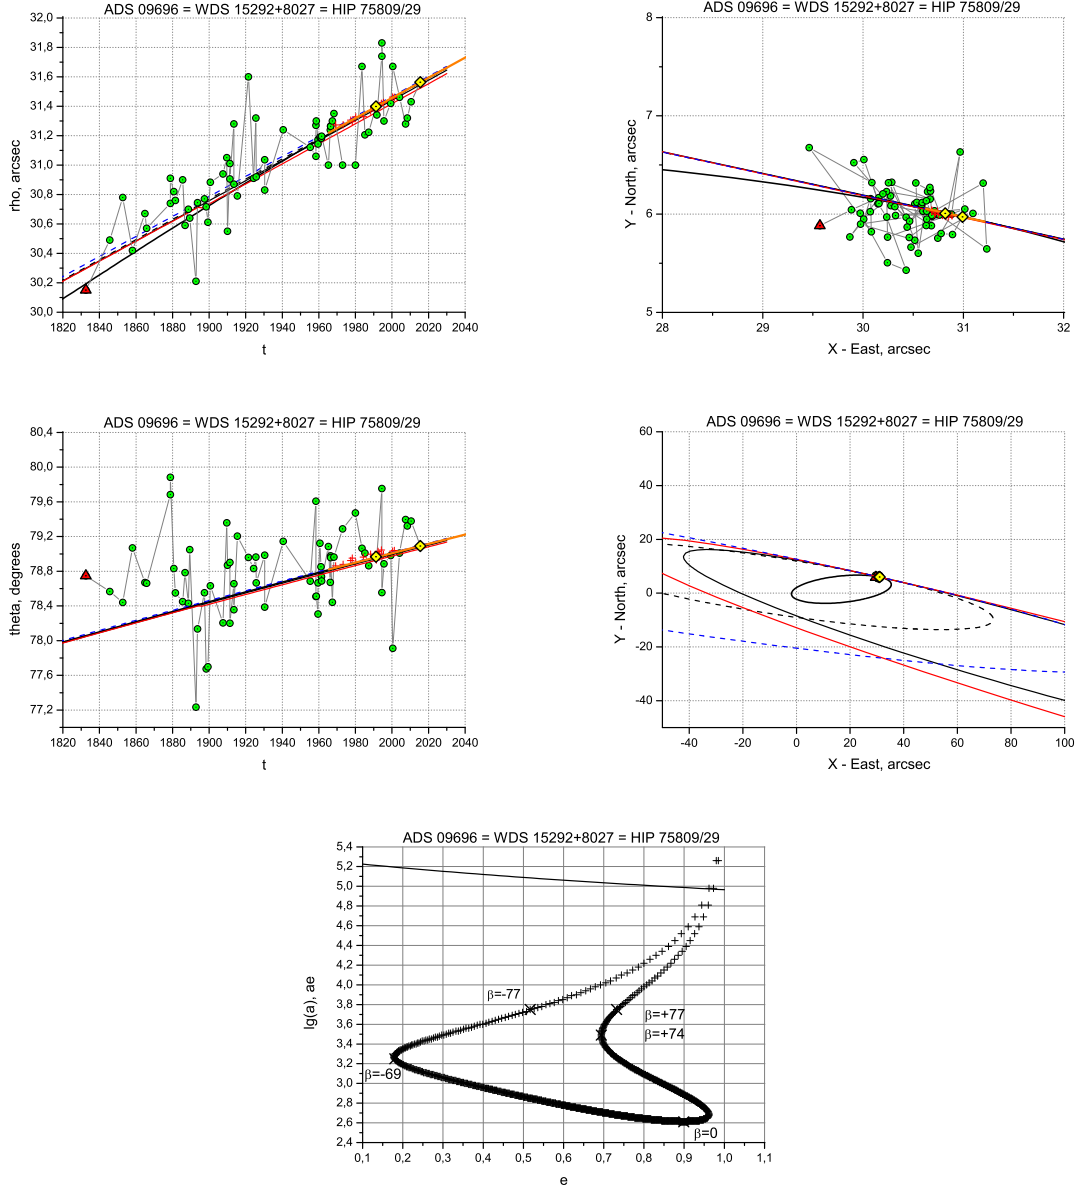 ADS 09696 = WDS 15292+8027 = HIP 75809/29
rho, arcsec
32,0
31,8
31,6
31,4
31,2
31,0
30,8
30,6
30,4
30,2
30,0
1820 1840 1860 1880 1900 1920 1940 1960 1980 2000 2020 2040
t
ADS 09696 = WDS 15292+8027 = HIP 75809/29
Y - North, arcsec
8
7
6
5
28 29 30 31 32
X - East, arcsec
ADS 09696 = WDS 15292+8027 = HIP 75809/29
theta, degrees
80,4
80,0
79,6
79,2
78,8
78,4
78,0
77,6
77,2
1820 1840 1860 1880 1900 1920 1940 1960 1980 2000 2020 2040
t
ADS 09696 = WDS 15292+8027 = HIP 75809/29
Y - North, arcsec
60
40
20
0
-20
-40
-40 -20 0 20 40 60 80 100
X - East, arcsec
ADS 09696 = WDS 15292+8027 = HIP 75809/29
lg(a), ae
5,4
5,2
5,0
4,8
4,6
4,4
4,2
4,0
3,8
3,6
3,4
3,2
3,0
2,8
2,6
2,4
β=-77
β=+77
β=+74
β=-69
β=0
0,1 0,2 0,3 0,4 0,5 0,6 0,7 0,8 0,9 1,0 1,1
e